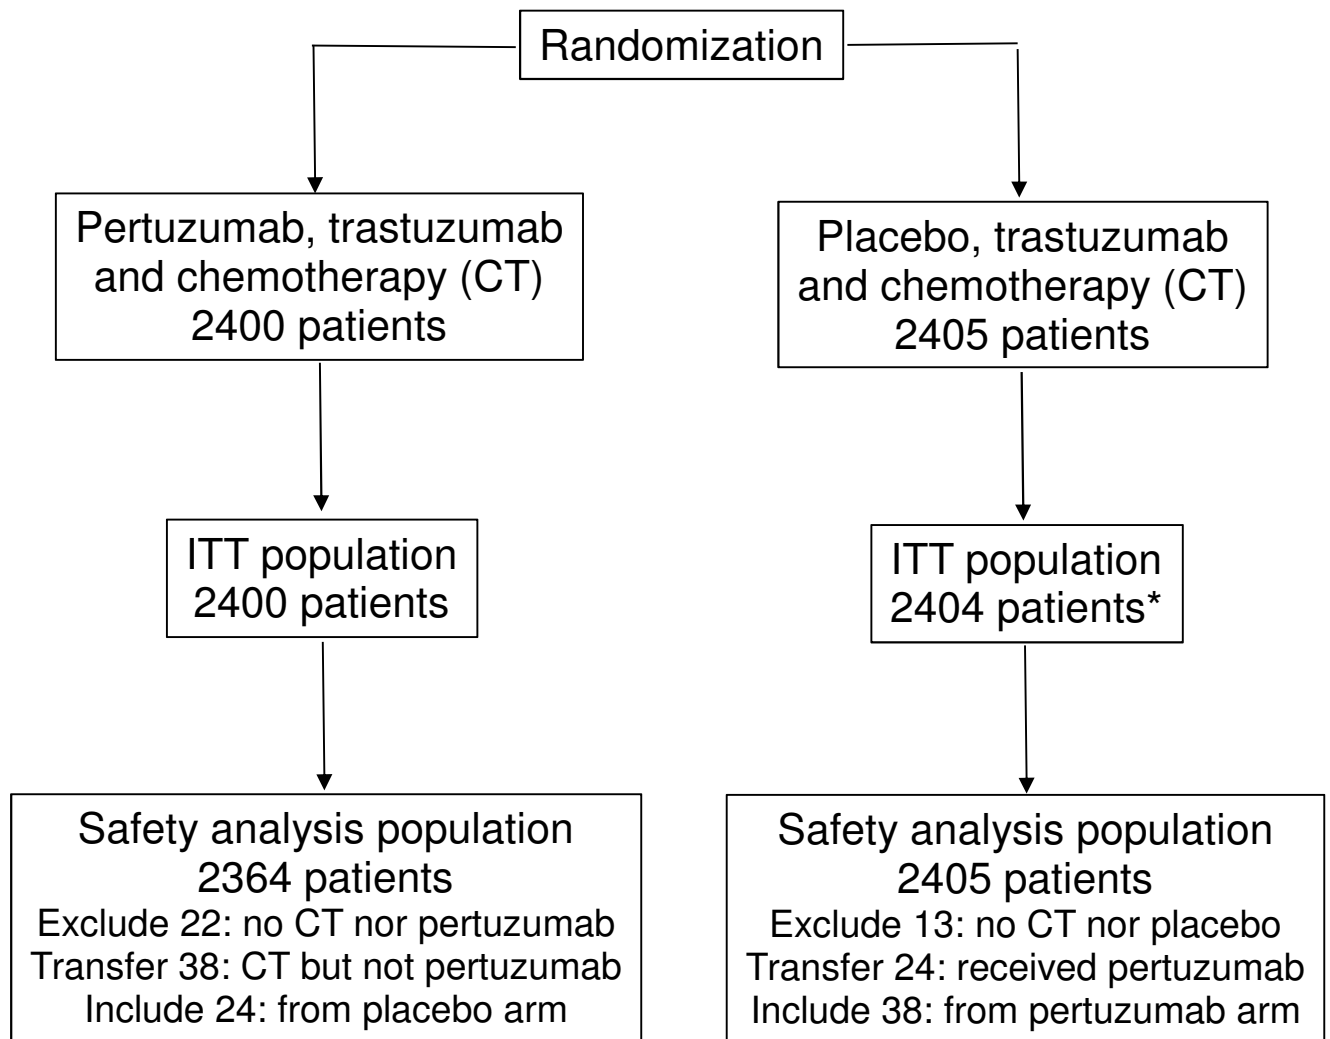 Randomization
Pertuzumab, trastuzumab
and chemotherapy (CT)
2400 patients
Placebo, trastuzumab
and chemotherapy (CT)
2405 patients
ITT population
2400 patients
ITT population
2404 patients*
Safety analysis population
2364 patients
Exclude 22: no CT nor pertuzumab
Transfer 38: CT but not pertuzumab
Include 24: from placebo arm
Safety analysis population
2405 patients
Exclude 13: no CT nor placebo
Transfer 24: received pertuzumab
Include 38: from pertuzumab arm